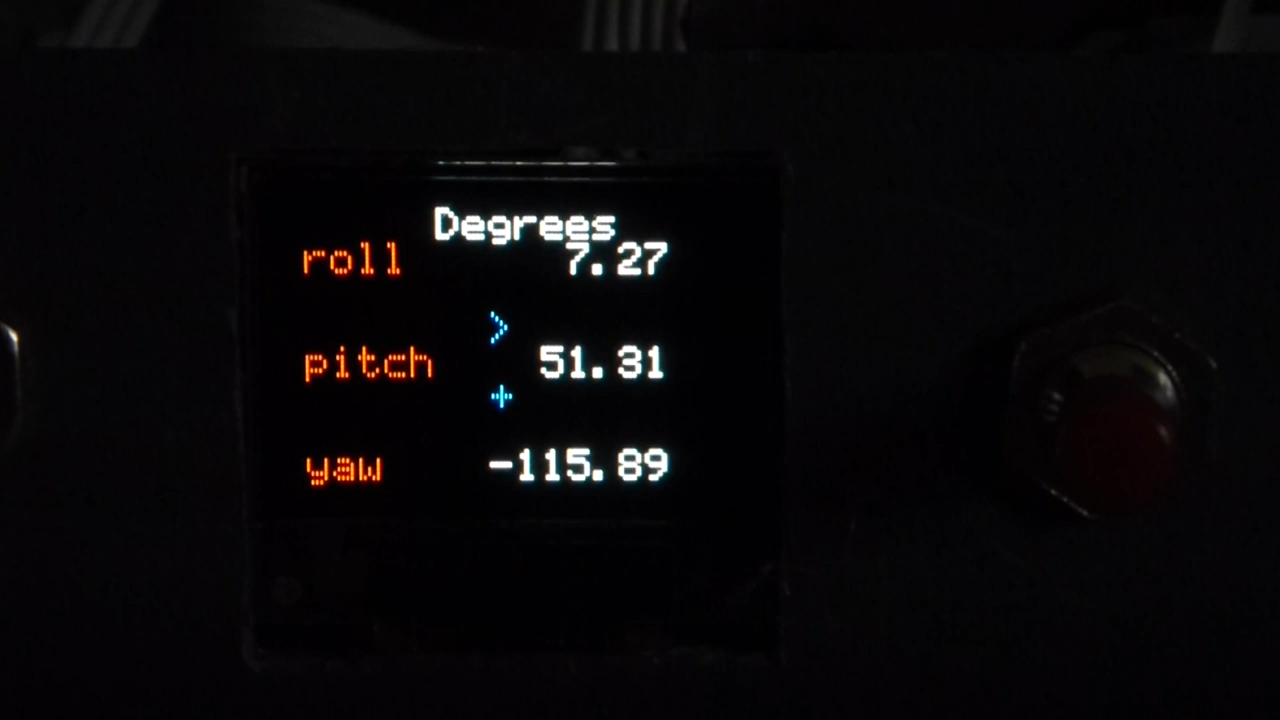 Degrees
roll 7.27
>
pitch 51.31
+
yaw -115.89